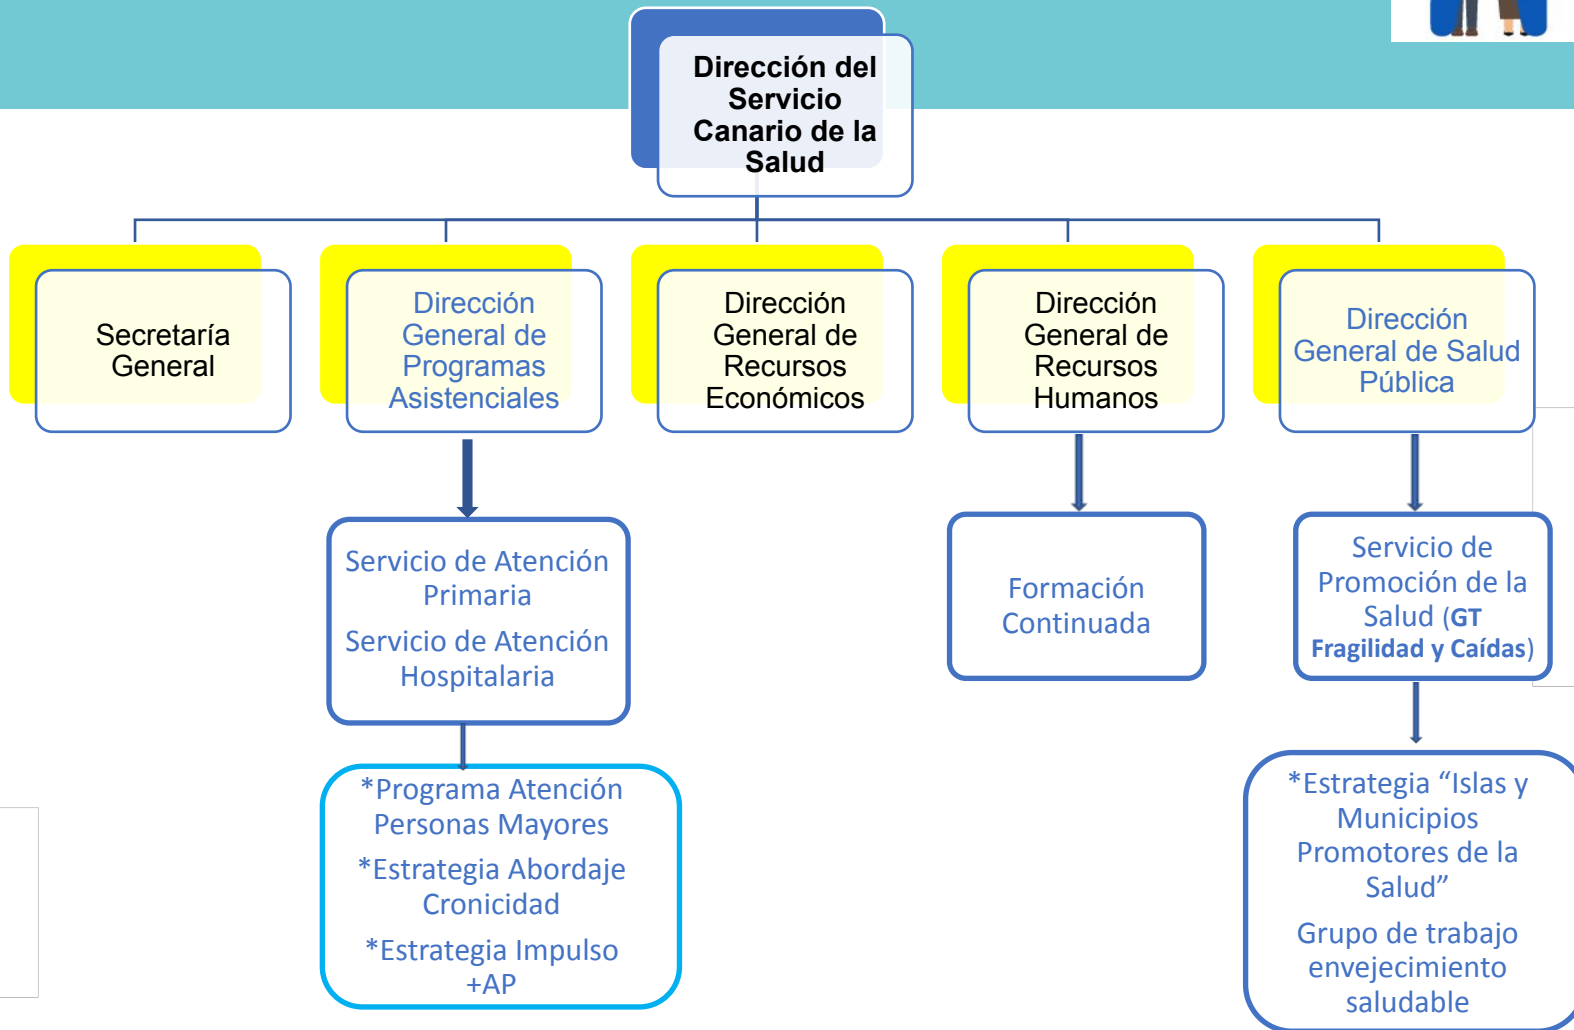 Dirección del
Servicio
Canario de la
Salud
Secretaría
General
Dirección
General de
Programas
Asistenciales
Dirección
General de
Recursos
Económicos
Dirección
General de
Recursos
Humanos
Dirección
General de Salud
Pública
Servicio de Atención
Primaria
Servicio de Atención
Hospitalaria
Formación
Continuada
Servicio de
Promoción de la
Salud (GT
Fragilidad y Caídas)
*Programa Atención
Personas Mayores
*Estrategia Abordaje
Cronicidad
*Estrategia Impulso
+AP
*Estrategia “Islas y
Municipios
Promotores de la
Salud”
Grupo de trabajo
envejecimiento
saludable